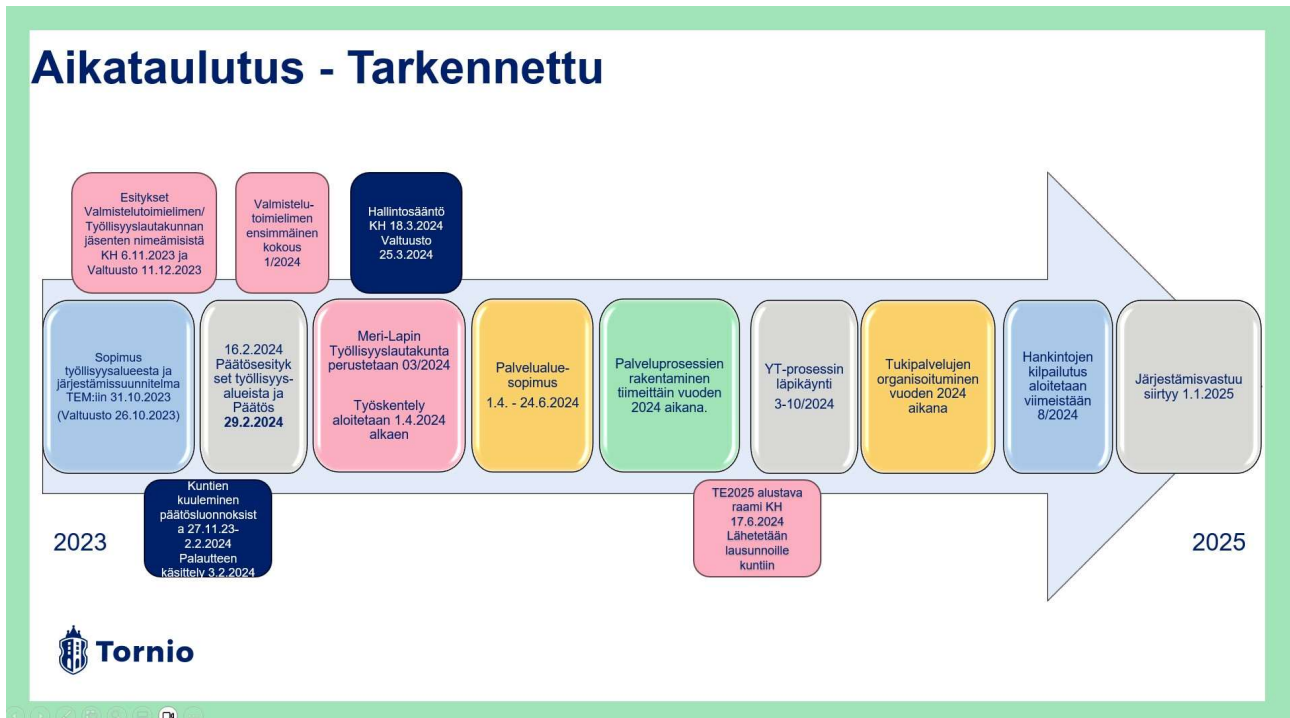 Aikataulutus - Tarkennettu
Esitykset
Valmistelutoimielimen/
Työllisyyslautakunnan
jäsenten nimeämisistä
KH 6.11.2023 ja
Valtuusto 11.12.2023
Valmistelu-
toimielimen
ensimmäinen
kokous
1/2024
Hallintosääntö
KH 18.3.2024
Valtuusto
25.3.2024
Sopimus
työllisyysalueesta ja
järjestämissuunnitelma
TEM:iin 31.10.2023
(Valtuusto 26.10.2023)
16.2.2024
Päätösesityk
set työllisyys-
alueista ja
Päätös
29.2.2024
Meri-Lapin
Työllisyyslautakunta
perustetaan 03/2024
Työskentely
aloitetaan 1.4.2024
alkaen
Palvelualue-
sopimus
1.4. - 24.6.2024
Palveluprosessien
rakentaminen
tiimeittäin vuoden
2024 aikana.
YT-prosessin
läpikäynti
3-10/2024
Tukipalvelujen
organisoituminen
vuoden 2024
aikana
Hankintojen
kilpailutus
aloitetaan
viimeistään
8/2024
Järjestämisvastuu
siirtyy 1.1.2025
Kuntien
kuuleminen
päätösluonnoksist
a 27.11.23-
2.2.2024
Palautteen
käsittely 3.2.2024
TE2025 alustava
raami KH
17.6.2024
Lähetetään
lausunnoille
kuntiin
2023
2025
Tornio